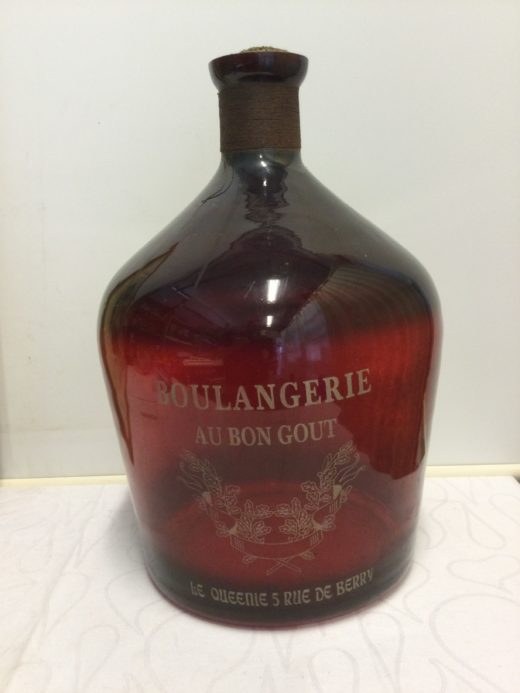 BOULANGERIE
AU BON GOUT
LE QUEENIE 5 RUE DE BERRY